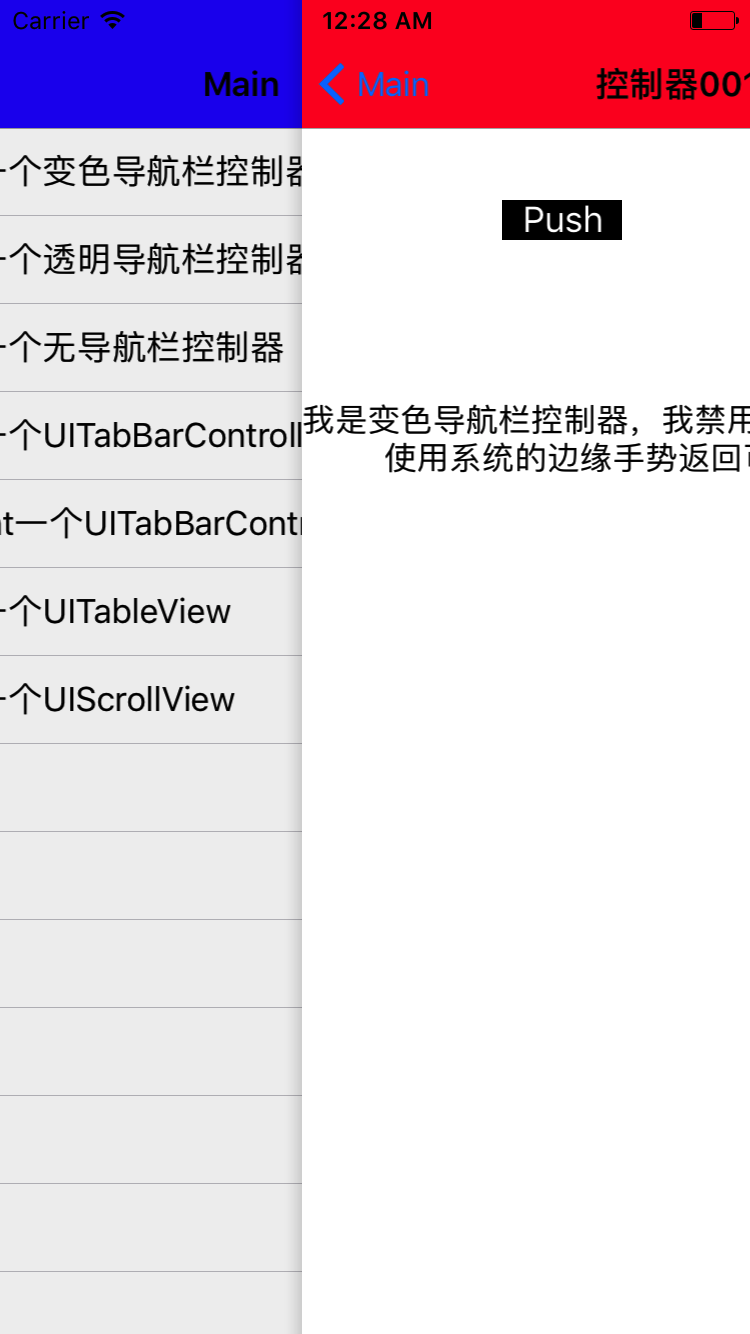 Carrier
12:28 AM
Main
Main
控制器001
一个变色导航栏控制器
一个透明导航栏控制器
一个无导航栏控制器
一个UITabBarControll
t一个UITabBarContr
一个UITableView
一个UIScrollView
Push
我是变色导航栏控制器，我禁用
使用系统的边缘手势返回可